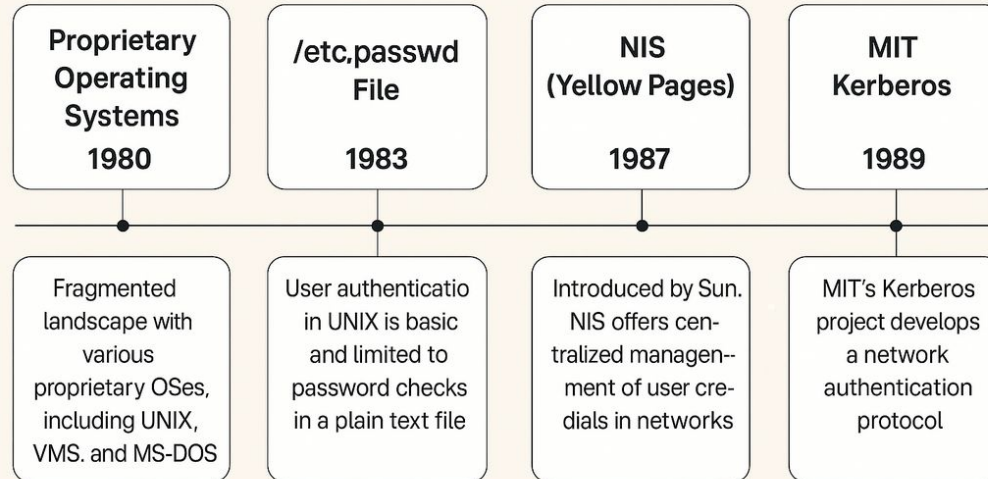 Proprietary
Operating
Systems
1980
/etc,passwd
File
1983
NIS
(Yellow Pages)
1987
MIT
Kerberos
1989
Fragmented
landscape with
various
proprietary OSes,
including UNIX,
VMS. and MS-DOS
User authenticatio
in UNIX is basic
and limited to
password checks
in a plain text file
Introduced by Sun.
NIS offers cen-
tralized managen--
ment of user cre-
dials in networks
MIT's Kerberos
project develops
a network
authentication
protocol